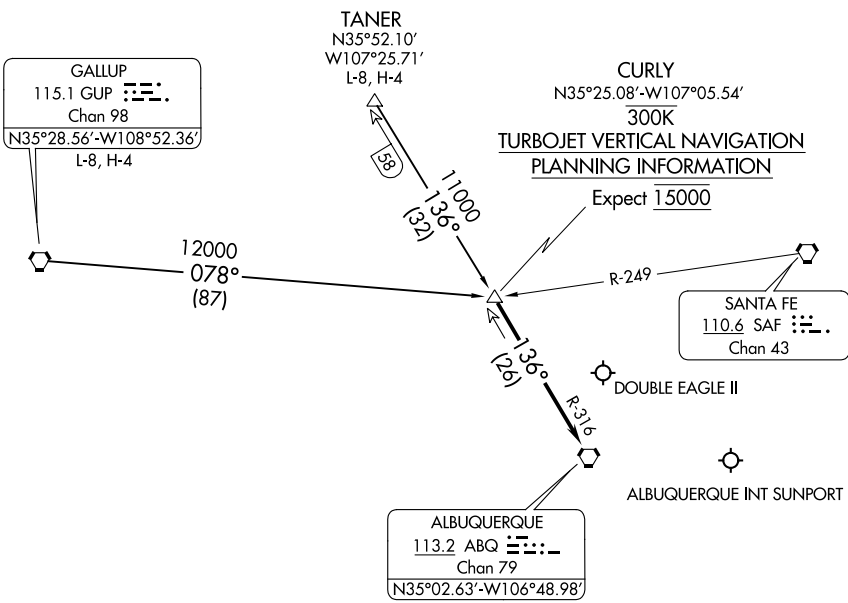 TANER
N35°52.10'
W107°25.71'
L-8, H-4
GALLUP
115.1 GUP
Chan 98
N35°28.56'-W108°52.36'
L-8, H-4
CURLY
N35°25.08'-W107°05.54'
300K
TURBOJET VERTICAL NAVIGATION
PLANNING INFORMATION
Expect 15000
58
11000
136°
(32)
12000
078°
(87)
R-249
SANTA FE
110.6 SAF
Chan 43
136°
(26)
R-316
DOUBLE EAGLE II
ALBUQUERQUE INT SUNPORT
ALBUQUERQUE
113.2 ABQ
Chan 79
N35°02.63'-W106°48.98'